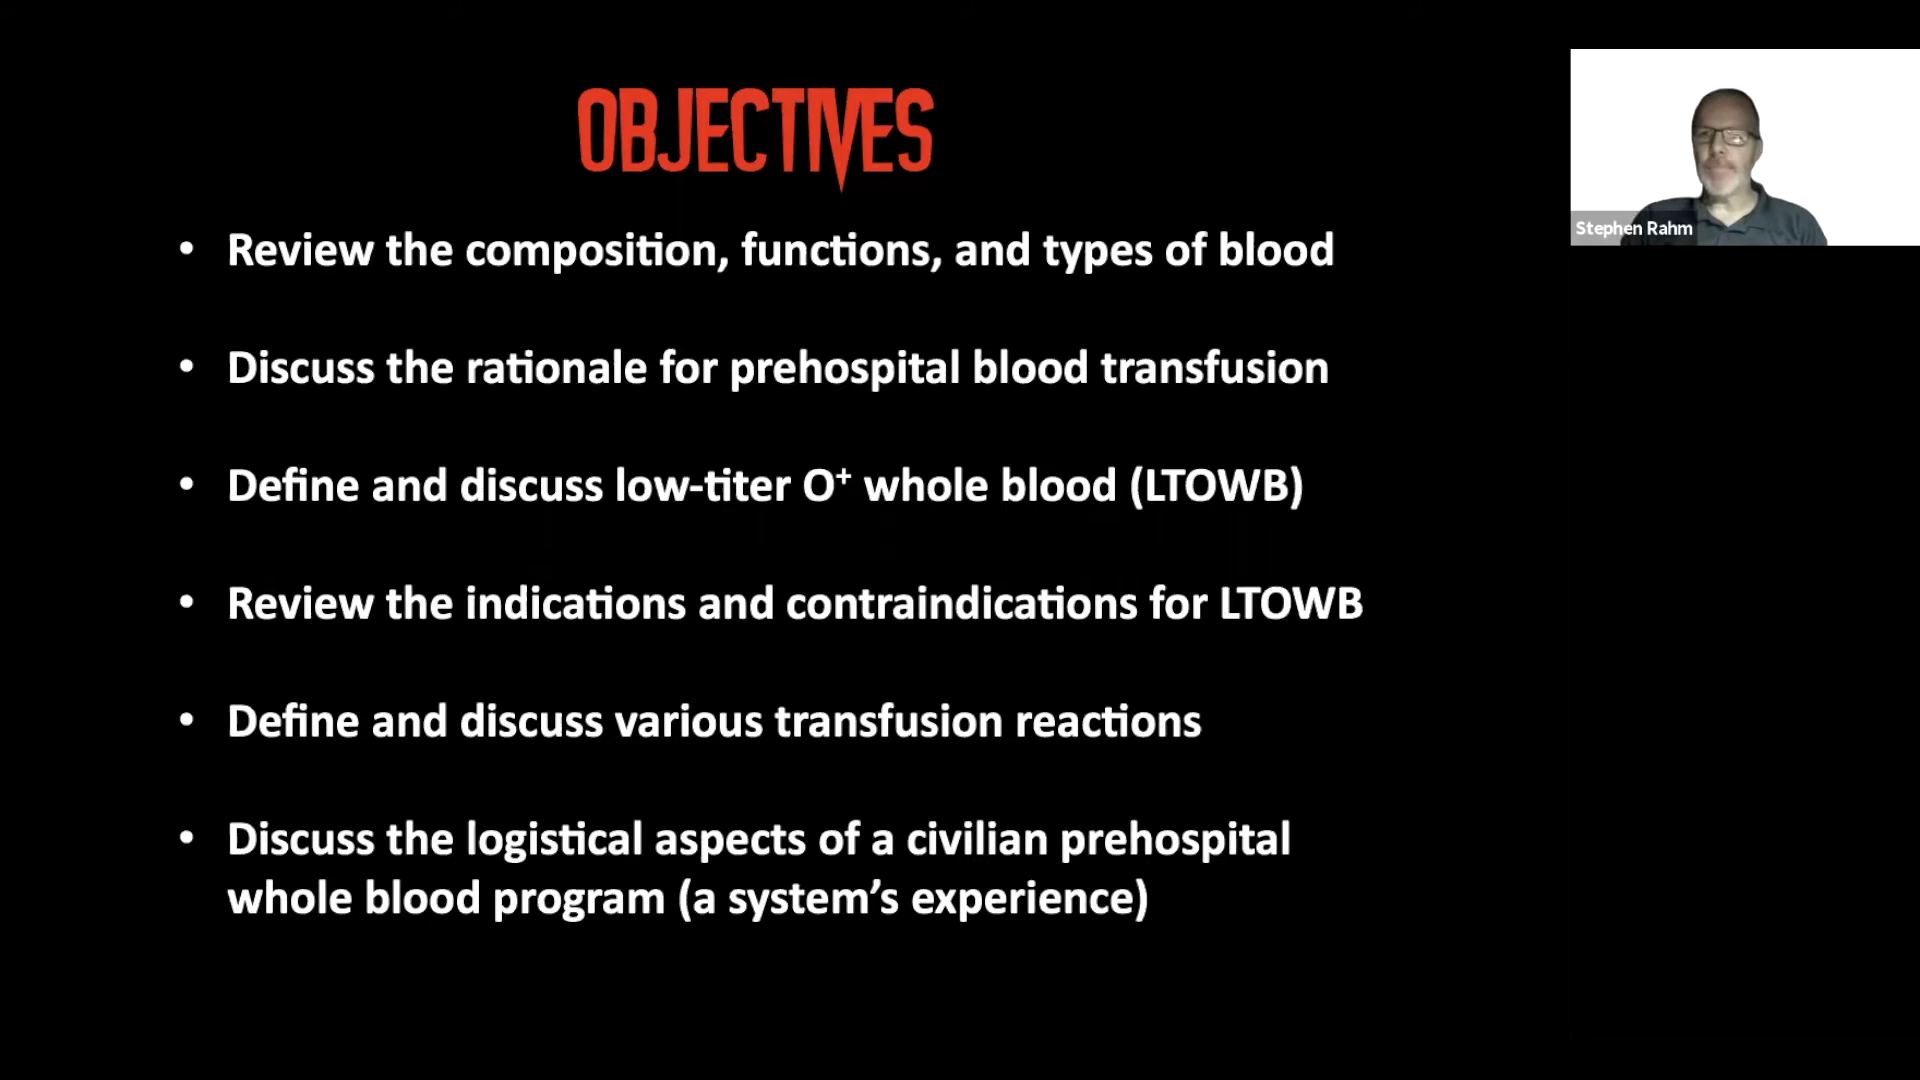 OBJECTIVES
• Review the composition, functions, and types of blood
• Discuss the rationale for prehospital blood transfusion
• Define and discuss low-titer O⁺ whole blood (LTOWB)
• Review the indications and contraindications for LTOWB
• Define and discuss various transfusion reactions
• Discuss the logistical aspects of a civilian prehospital
whole blood program (a system’s experience)
Stephen Rahm